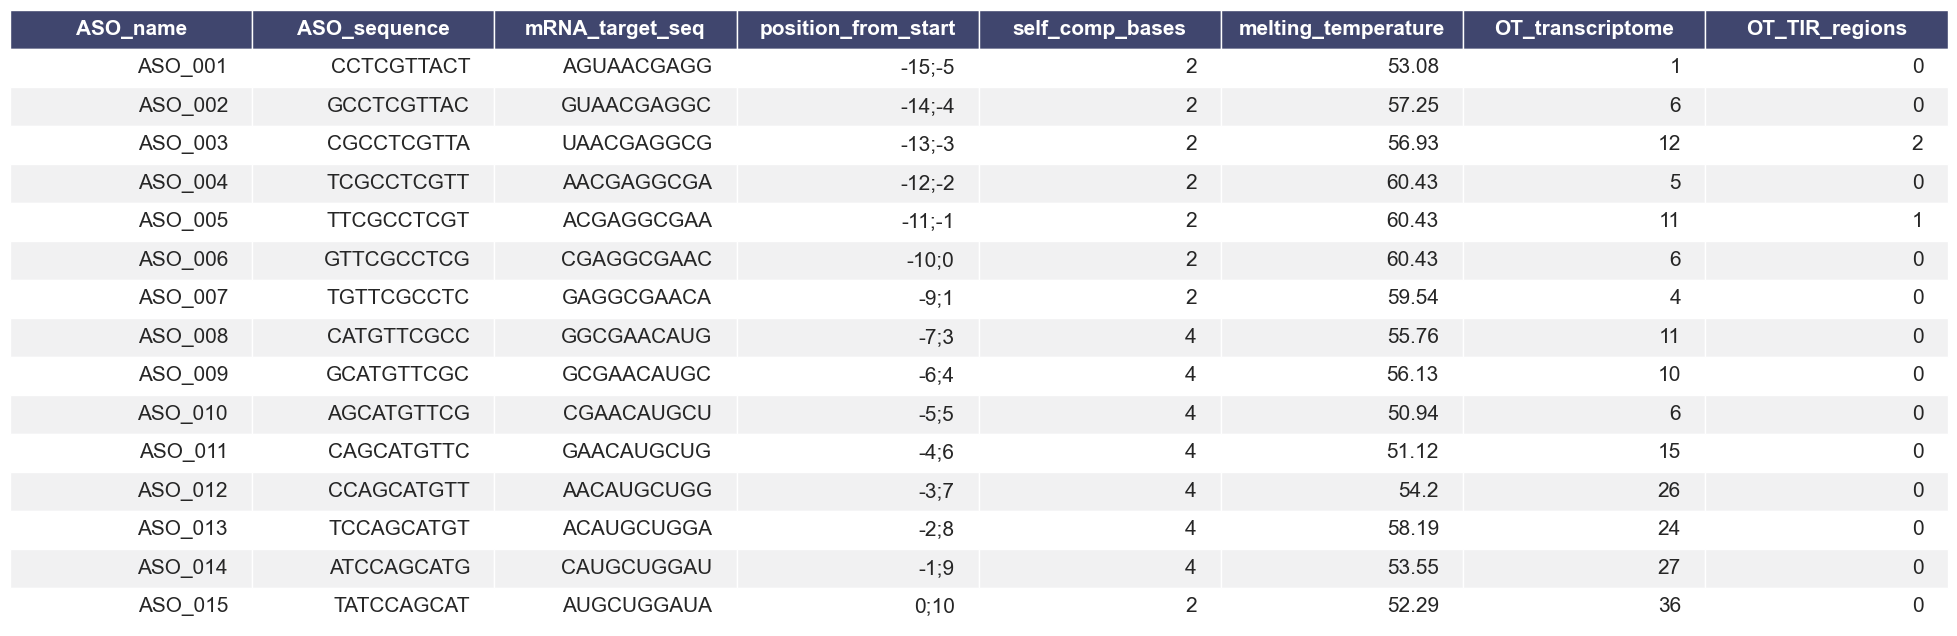 ASO_name ASO_sequence mRNA_target_seq position_from_start self_comp_bases melting_temperature OT_transcriptome OT_TIR_regions
ASO_001 CCTCGTTACT AGUAACGAGG -15;-5 2 53.08 1 0
ASO_002 GCCTCGTTAC GUAACGAGGC -14;-4 2 57.25 6 0
ASO_003 CGCCTCGTTA UAACGAGGCG -13;-3 2 56.93 12 2
ASO_004 TCGCCTCGTT AACGAGGCGA -12;-2 2 60.43 5 0
ASO_005 TTCGCCTCGT ACGAGGCGAA -11;-1 2 60.43 11 1
ASO_006 GTTCGCCTCG CGAGGCGAAC -10;0 2 60.43 6 0
ASO_007 TGTTCGCCTC GAGGCGAACA -9;1 2 59.54 4 0
ASO_008 CATGTTCGCC GGCGAACAUG -7;3 4 55.76 11 0
ASO_009 GCATGTTCGC GCGAACAUGC -6;4 4 56.13 10 0
ASO_010 AGCATGTTCG CGAACAUGCU -5;5 4 50.94 6 0
ASO_011 CAGCATGTTC GAACAUGCUG -4;6 4 51.12 15 0
ASO_012 CCAGCATGTT AACAUGCUGG -3;7 4 54.2 26 0
ASO_013 TCCAGCATGT ACAUGCUGGA -2;8 4 58.19 24 0
ASO_014 ATCCAGCATG CAUGCUGGAU -1;9 4 53.55 27 0
ASO_015 TATCCAGCAT AUGCUGGAUA 0;10 2 52.29 36 0